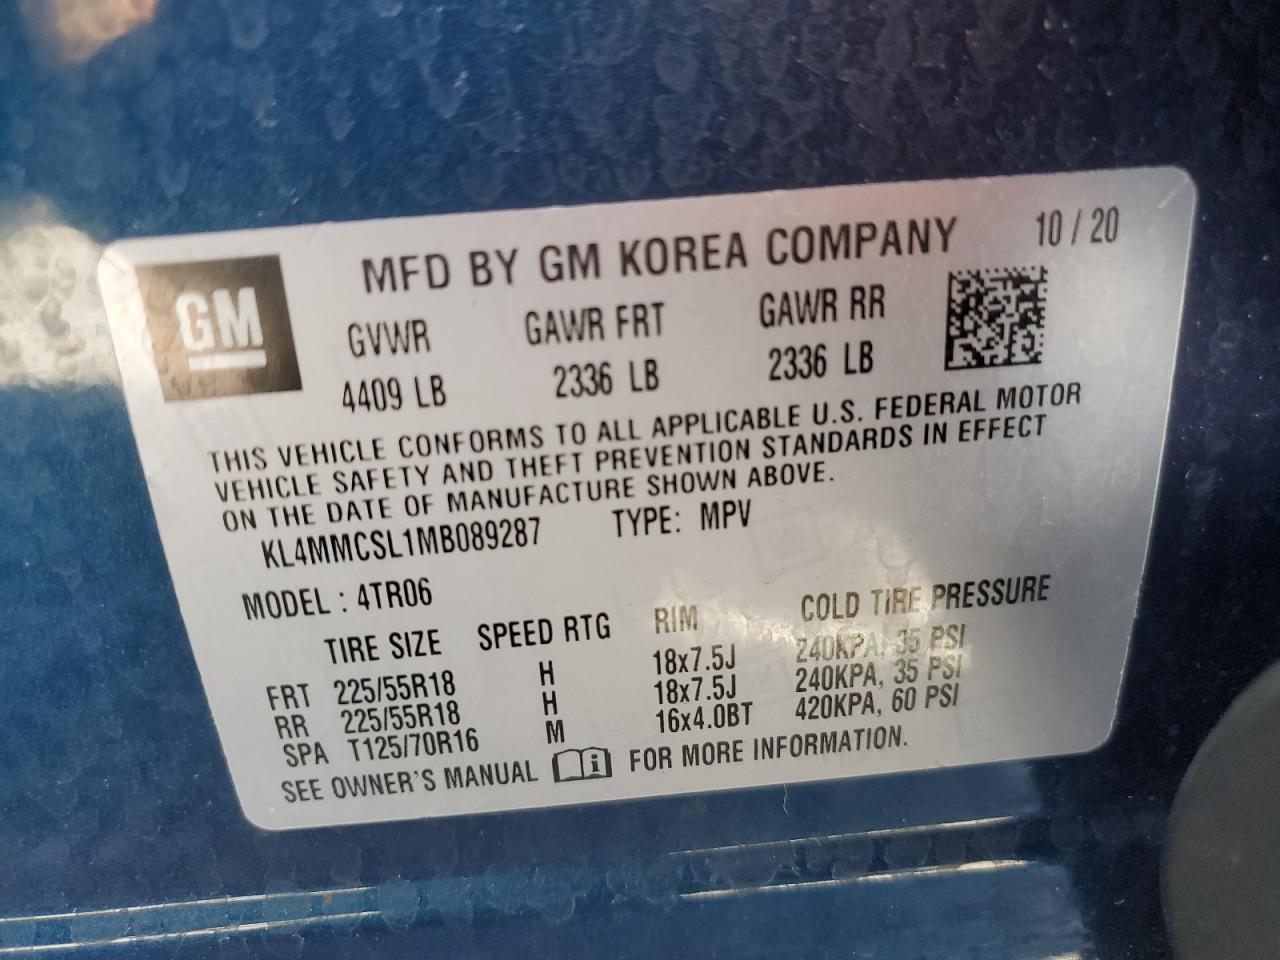 GM
MFD BY GM KOREA COMPANY 10 / 20
GVWR GAWR FRT GAWR RR
4409 LB 2336 LB 2336 LB
THIS VEHICLE CONFORMS TO ALL APPLICABLE U.S. FEDERAL MOTOR
VEHICLE SAFETY AND THEFT PREVENTION STANDARDS IN EFFECT
ON THE DATE OF MANUFACTURE SHOWN ABOVE.
KL4MMCSL1MB089287 TYPE: MPV
MODEL : 4TR06
TIRE SIZE SPEED RTG RIM COLD TIRE PRESSURE
FRT 225/55R18 H 18x7.5J 240KPA, 35 PSI
RR 225/55R18 H 18x7.5J 240KPA, 35 PSI
SPA T125/70R16 M 16x4.0BT 420KPA, 60 PSI
SEE OWNER'S MANUAL i FOR MORE INFORMATION.